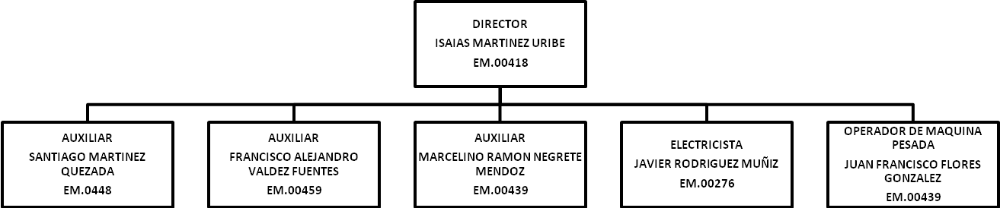 DIRECTOR
ISAIAS MARTINEZ URIBE
EM.00418
AUXILIAR
SANTIAGO MARTINEZ
QUEZADA
EM.0448
AUXILIAR
FRANCISCO ALEJANDRO
VALDEZ FUENTES
EM.00459
AUXILIAR
MARCELINO RAMON NEGRETE
MENDOZ
EM.00439
ELECTRICISTA
JAVIER RODRIGUEZ MUÑIZ
EM.00276
OPERADOR DE MAQUINA
PESADA
JUAN FRANCISCO FLORES
GONZALEZ
EM.00439